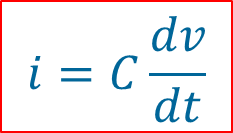 i = C dv/dt